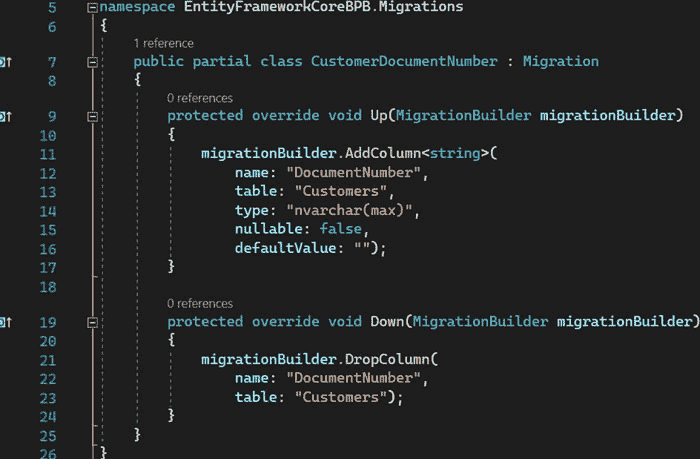 5 namespace EntityFrameworkCoreBPB.Migrations
6 {
1 reference
7 public partial class CustomerDocumentNumber : Migration
8 {
0 references
9 protected override void Up(MigrationBuilder migrationBuilder)
10 {
11 migrationBuilder.AddColumn<string>(
12 name: "DocumentNumber",
13 table: "Customers",
14 type: "nvarchar(max)",
15 nullable: false,
16 defaultValue: "");
17 }
18
0 references
19 protected override void Down(MigrationBuilder migrationBuilder)
20 {
21 migrationBuilder.DropColumn(
22 name: "DocumentNumber",
23 table: "Customers");
24 }
25 }
26 }